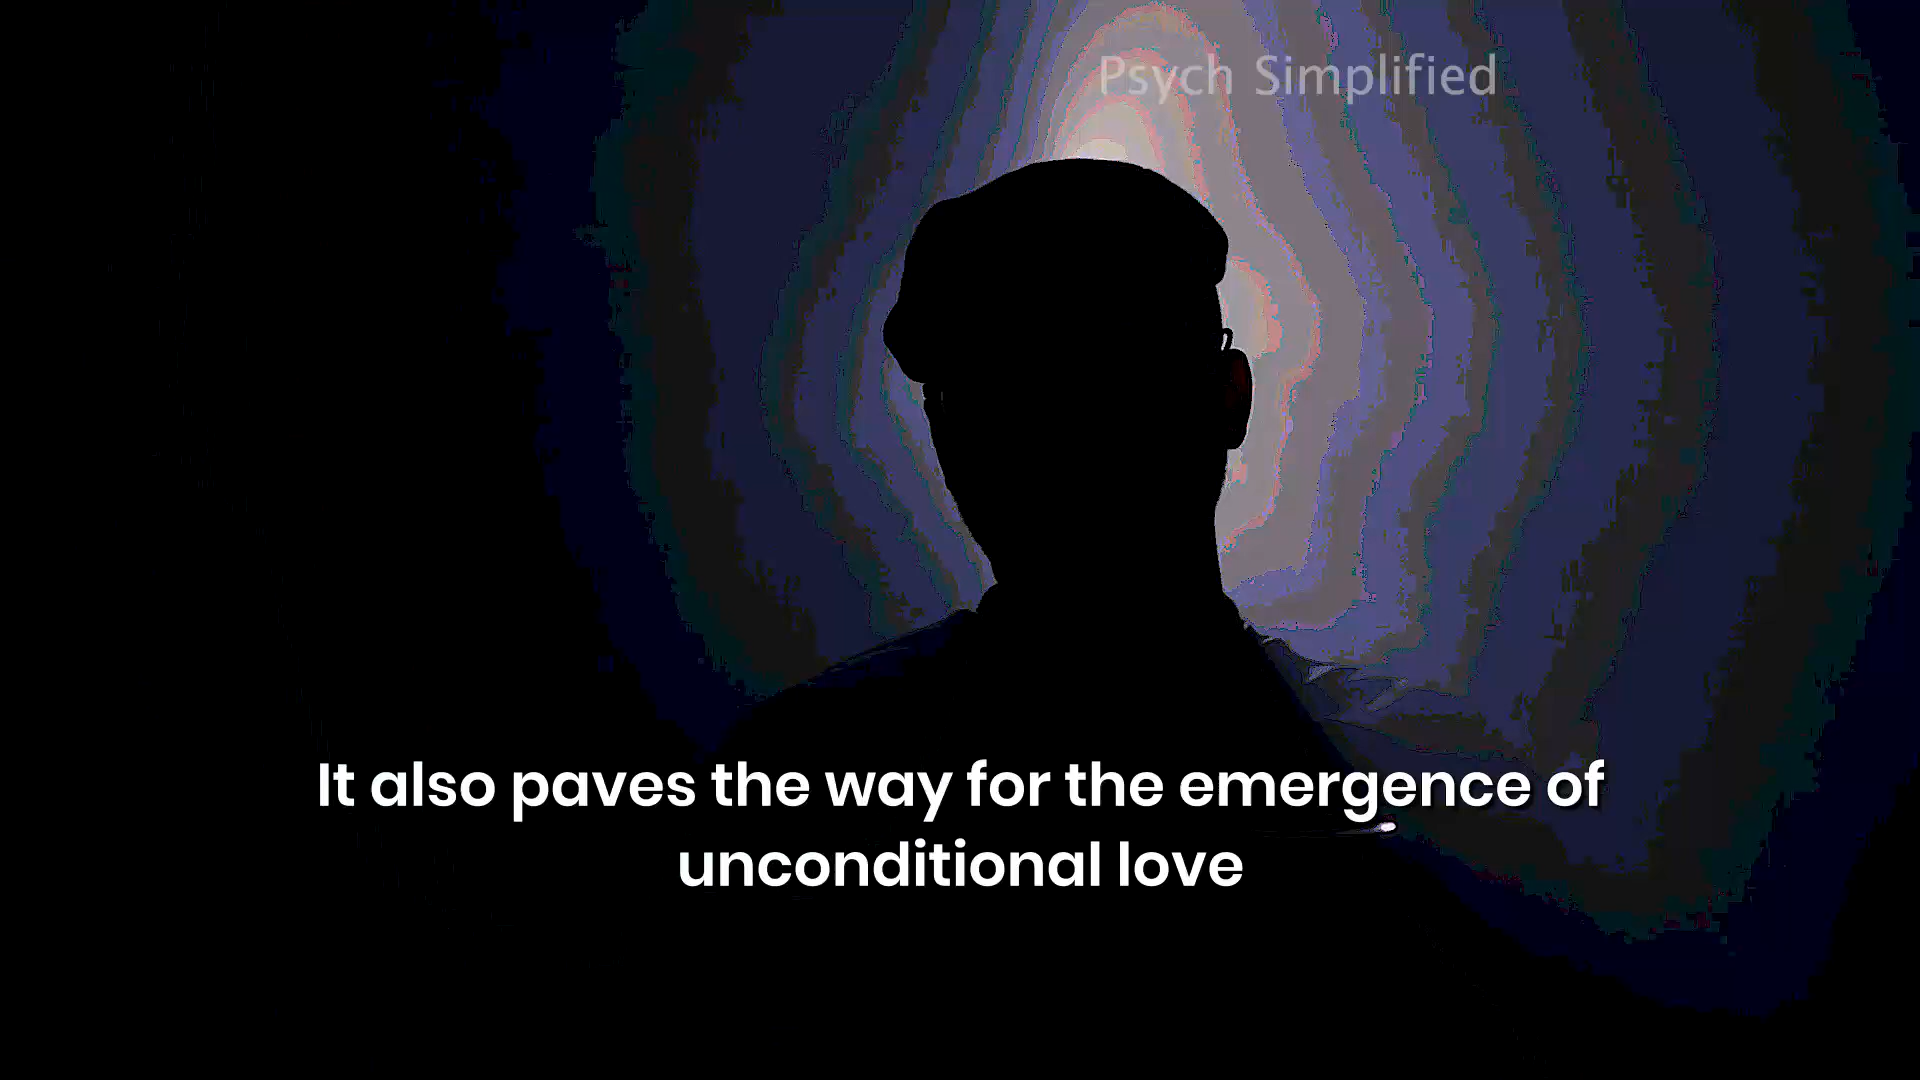 Psych Simplified
It also paves the way for the emergence of
unconditional love